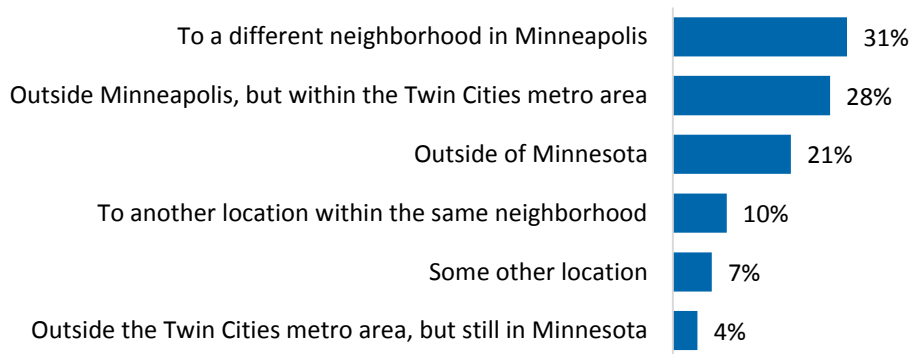 To a different neighborhood in Minneapolis 31%
Outside Minneapolis, but within the Twin Cities metro area 28%
Outside of Minnesota 21%
To another location within the same neighborhood 10%
Some other location 7%
Outside the Twin Cities metro area, but still in Minnesota 4%